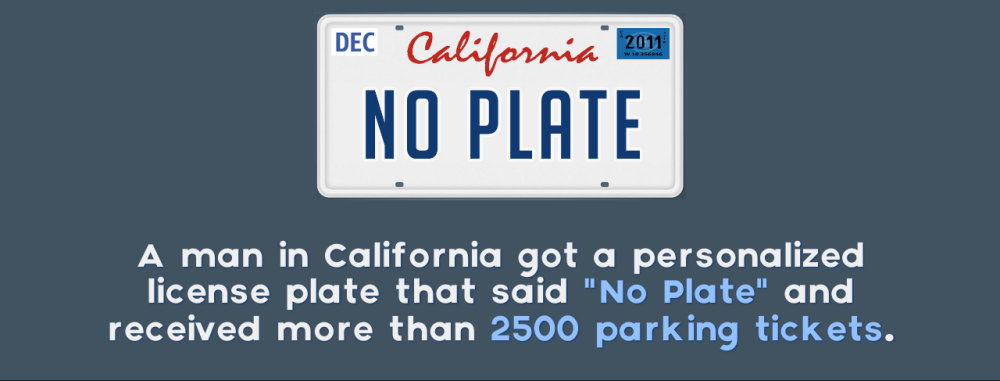 DEC California 2011
NO PLATE
A man in California got a personalized
license plate that said "No Plate" and
received more than 2500 parking tickets.